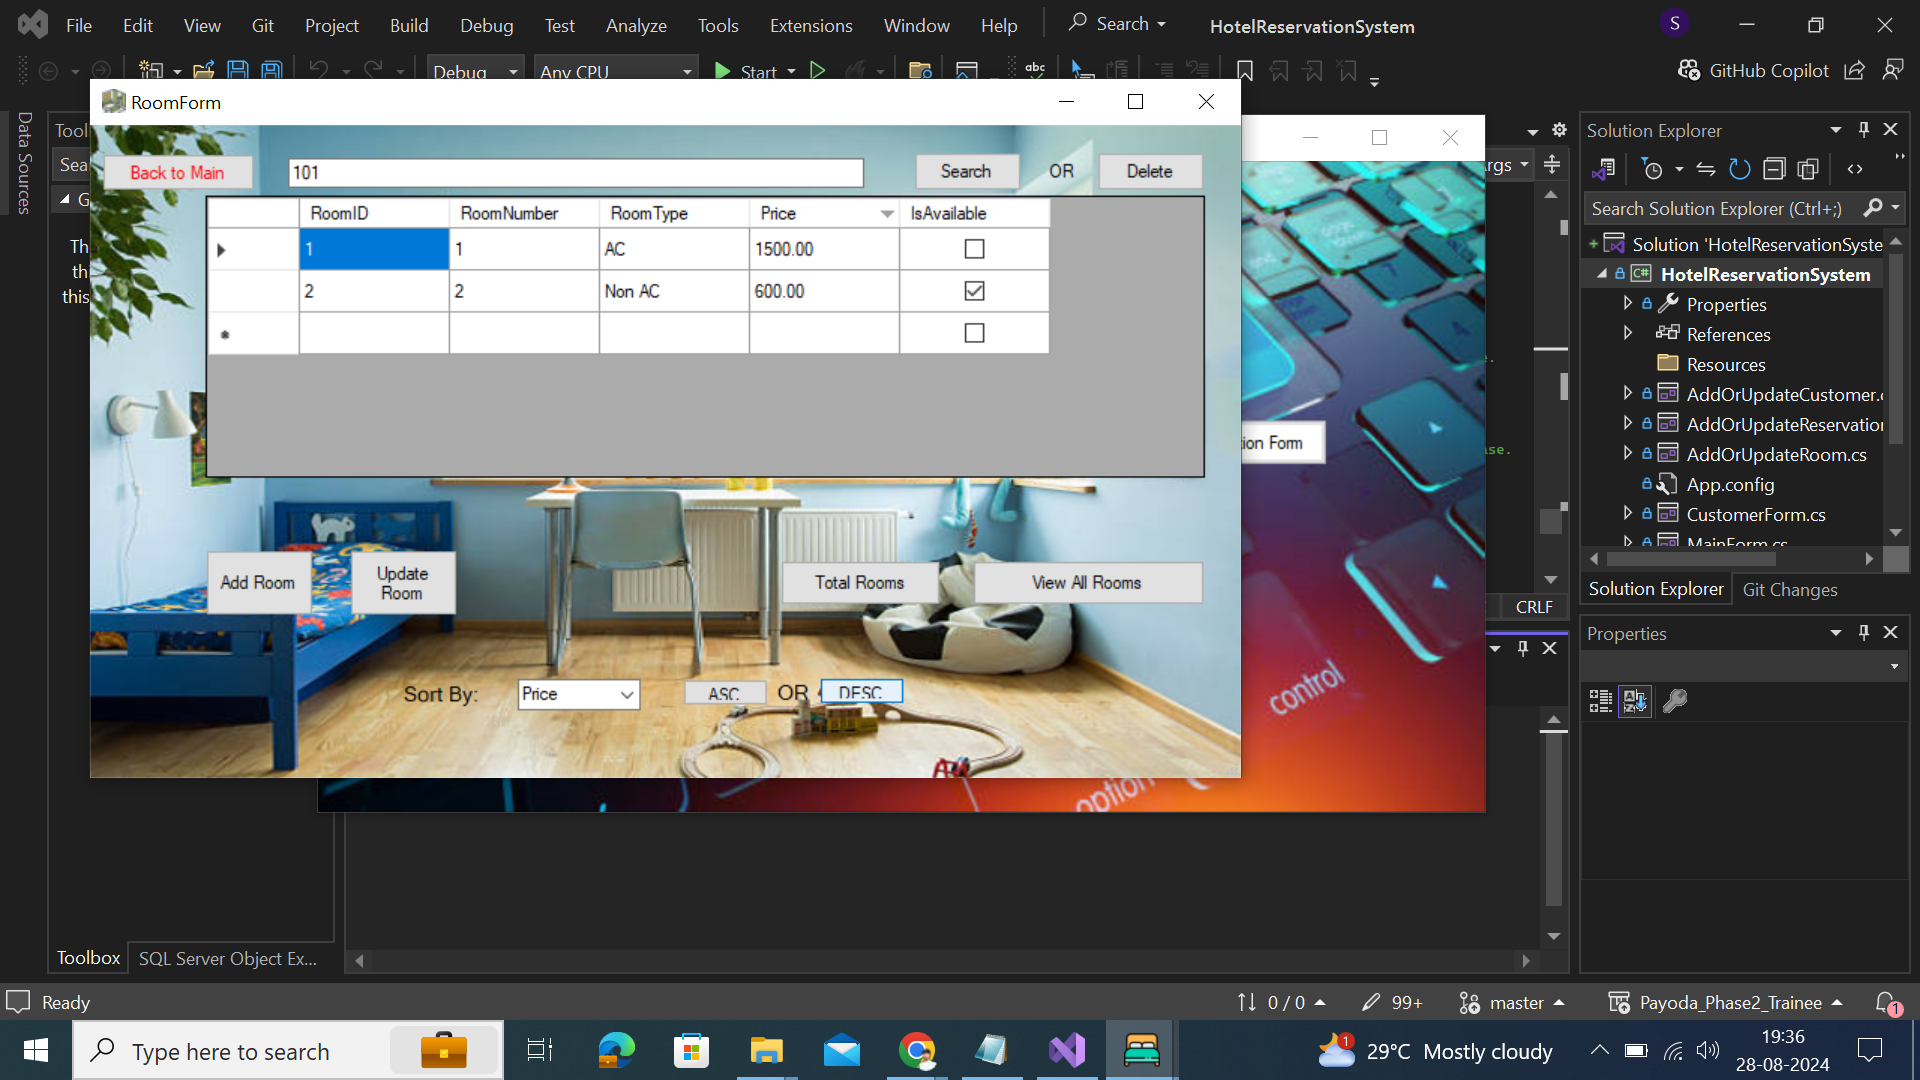 File Edit View Git Project Build Debug Test Analyze Tools Extensions Window Help Search HotelReservationSystem S
Debug Any CPU Start abc GitHub Copilot
RoomForm
Data Sources
Tool
Sea
G
Th
th
this
Back to Main 101 Search OR Delete
RoomID RoomNumber RoomType Price IsAvailable
1 1 AC 1500.00
2 2 Non AC 600.00
Add Room
Update
Room
Total Rooms
View All Rooms
Sort By: Price ASC OR DESC
rgs
tion Form
ase.
control
option
CRLF
Solution Explorer
Search Solution Explorer (Ctrl+;)
Solution 'HotelReservationSyste
C# HotelReservationSystem
Properties
References
Resources
AddOrUpdateCustomer.c
AddOrUpdateReservation
AddOrUpdateRoom.cs
App.config
CustomerForm.cs
MainForm.cs
Solution Explorer Git Changes
Properties
Toolbox SQL Server Object Ex...
Ready 0 / 0 99+ master Payoda_Phase2_Trainee 1
Type here to search 1 29°C Mostly cloudy 19:36
28-08-2024